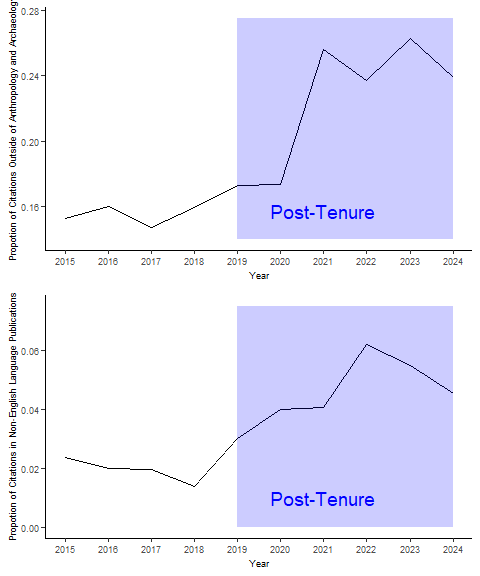 Propotion of Citations Outside of Arthropology and Archaeology
0.28
0.24
0.20
0.16
Post-Tenure
2015 2016 2017 2018 2019 2020 2021 2022 2023 2024
Year
Propotion of Citations in Non-English Language Publications
0.06
0.04
0.02
0.00
Post-Tenure
2015 2016 2017 2018 2019 2020 2021 2022 2023 2024
Year